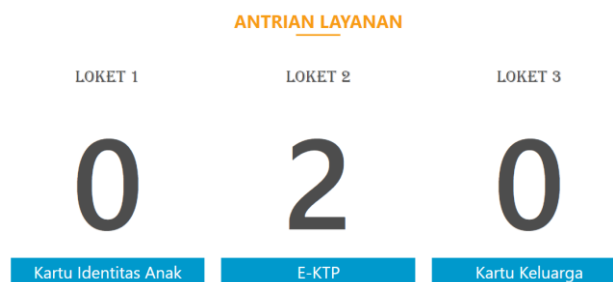 ANTRIAN LAYANAN
LOKET 1 LOKET 2 LOKET 3
0 2 0
Kartu Identitas Anak E-KTP Kartu Keluarga